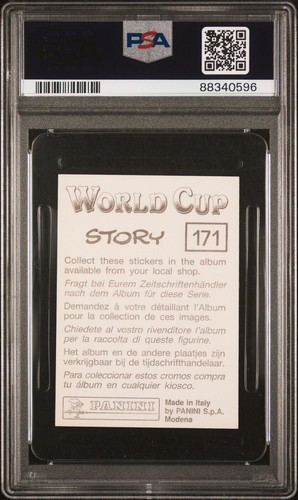 PSA
88340596
WORLD CUP
STORY 171
Collect these stickers in the album
available from your local shop.
Fragt bei Eurem Zeitschriftenhändler
nach dem Album für diese Serie.
Demandez à votre détaillant l'Album
pour la collection de ces images.
Chiedete al vostro rivenditore l'album
per la raccolta di queste figurine.
Het album en de andere plaatjes zijn
verkrijgbaar bij de tijdschrifthandelaar.
Para coleccionar estos cromos compra
tu álbum en cualquier kiosco.
PANINI
Made in Italy
by PANINI S.p.A.
Modena